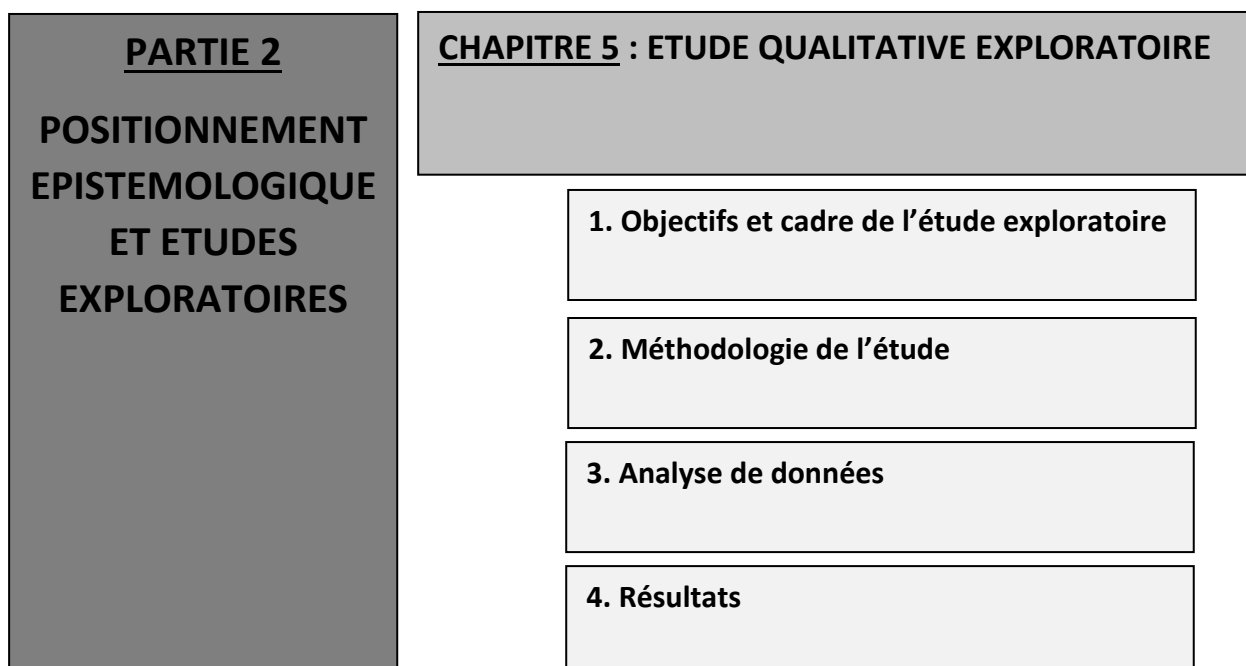 PARTIE 2
POSITIONNEMENT
EPISTEMOLOGIQUE
ET ETUDES
EXPLORATOIRES
CHAPITRE 5 : ETUDE QUALITATIVE EXPLORATOIRE
1. Objectifs et cadre de l’étude exploratoire
2. Méthodologie de l’étude
3. Analyse de données
4. Résultats